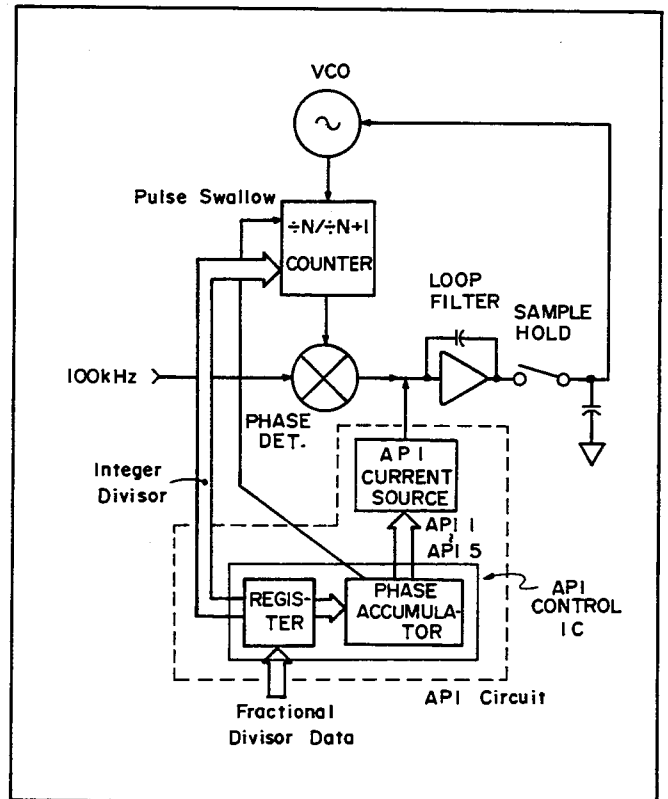 VCO
Pulse Swallow
÷N/÷N+1
COUNTER
LOOP
FILTER
SAMPLE
HOLD
100kHz
PHASE
DET.
Integer
Divisor
API
CURRENT
SOURCE
API 1
~
API 5
REGIS-
TER
PHASE
ACCUMULA-
TOR
API
CONTROL
IC
API Circuit
Fractional
Divisor Data